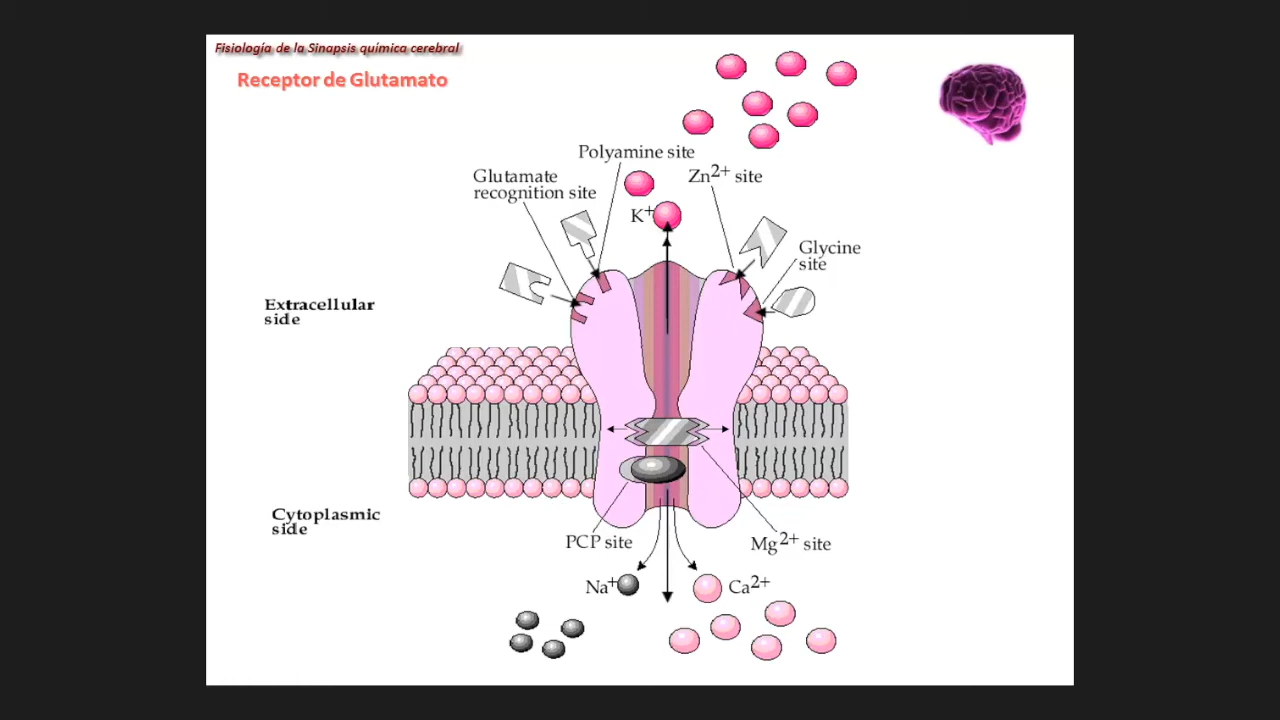 Fisiología de la Sinapsis química cerebral
Receptor de Glutamato
Polyamine site
Glutamate
recognition site
Zn2+ site
K+
Glycine
site
Extracellular
side
Cytoplasmic
side
PCP site
Mg2+ site
Na+
Ca2+